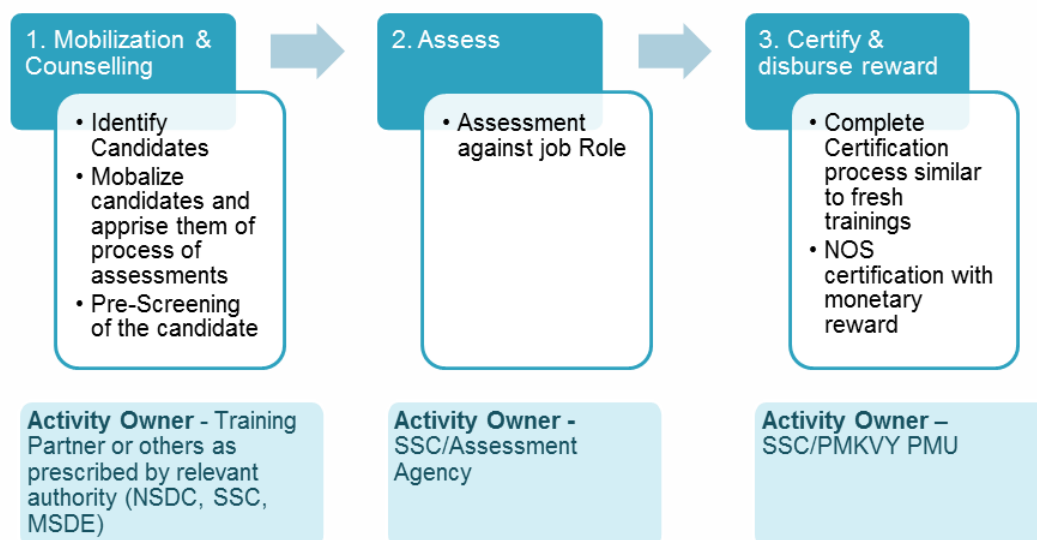 1. Mobilization &
Counselling
• Identify
Candidates
• Mobalize
candidates and
apprise them of
process of
assessments
• Pre-Screening
of the candidate
Activity Owner - Training
Partner or others as
prescribed by relevant
authority (NSDC, SSC,
MSDE)
2. Assess
• Assessment
against job Role
Activity Owner -
SSC/Assessment
Agency
3. Certify &
disburse reward
• Complete
Certification
process similar
to fresh
trainings
• NOS
certification with
monetary
reward
Activity Owner –
SSC/PMKVY PMU